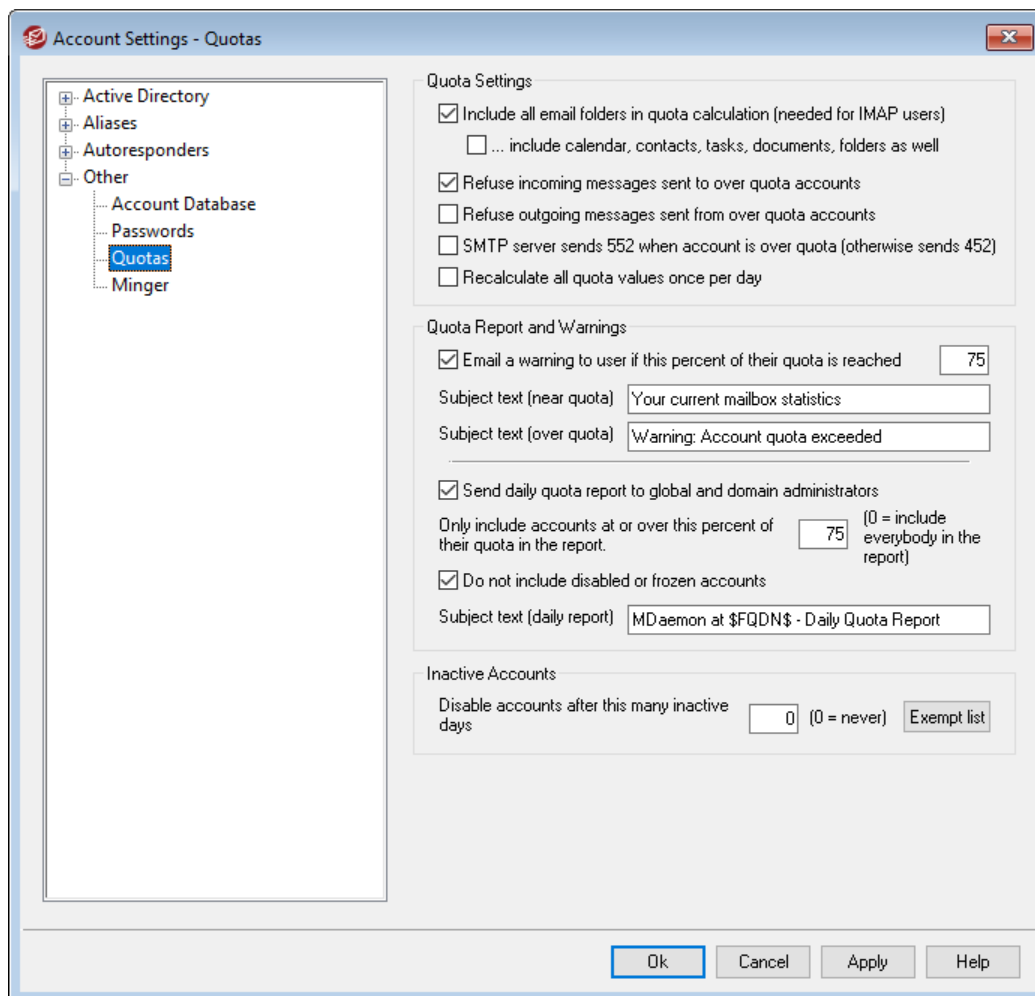 Account Settings - Quotas
Active Directory
Aliases
Autoresponders
Other
Account Database
Passwords
Quotas
Minger
Quota Settings
Include all email folders in quota calculation (needed for IMAP users)
... include calendar, contacts, tasks, documents, folders as well
Refuse incoming messages sent to over quota accounts
Refuse outgoing messages sent from over quota accounts
SMTP server sends 552 when account is over quota (otherwise sends 452)
Recalculate all quota values once per day
Quota Report and Warnings
Email a warning to user if this percent of their quota is reached 75
Subject text (near quota) Your current mailbox statistics
Subject text (over quota) Warning: Account quota exceeded
Send daily quota report to global and domain administrators
Only include accounts at or over this percent of
their quota in the report.
75
(0 = include
everybody in the
report)
Do not include disabled or frozen accounts
Subject text (daily report) MDaemon at $FQDN$ - Daily Quota Report
Inactive Accounts
Disable accounts after this many inactive
days
0 (0 = never) Exempt list
Ok Cancel Apply Help